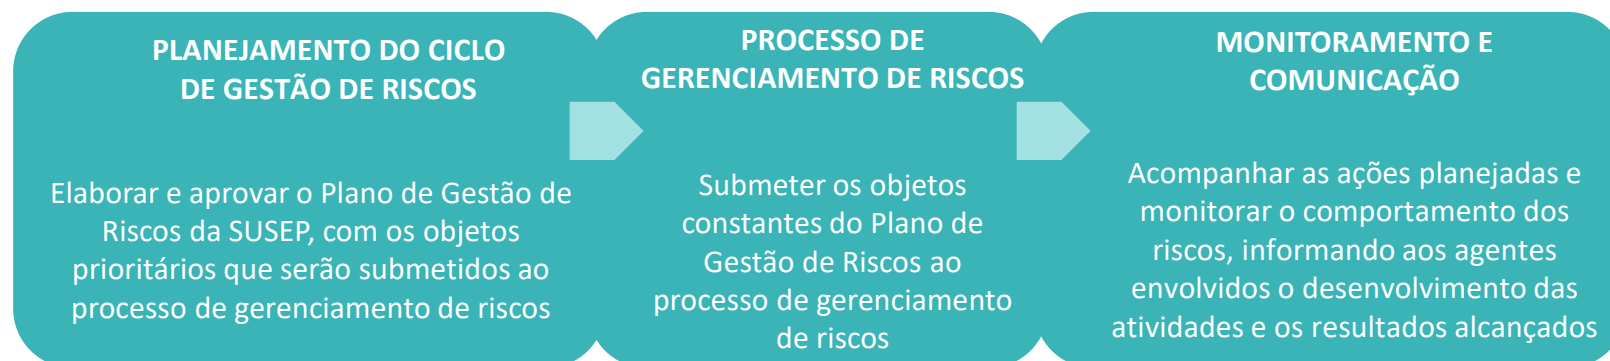 PLANEJAMENTO DO CICLO
DE GESTÃO DE RISCOS
Elaborar e aprovar o Plano de Gestão de
Riscos da SUSEP, com os objetos
prioritários que serão submetidos ao
processo de gerenciamento de riscos
PROCESSO DE
GERENCIAMENTO DE RISCOS
Submeter os objetos
constantes do Plano de
Gestão de Riscos ao
processo de gerenciamento
de riscos
MONITORAMENTO E
COMUNICAÇÃO
Acompanhar as ações planejadas e
monitorar o comportamento dos
riscos, informando aos agentes
envolvidos o desenvolvimento das
atividades e os resultados alcançados